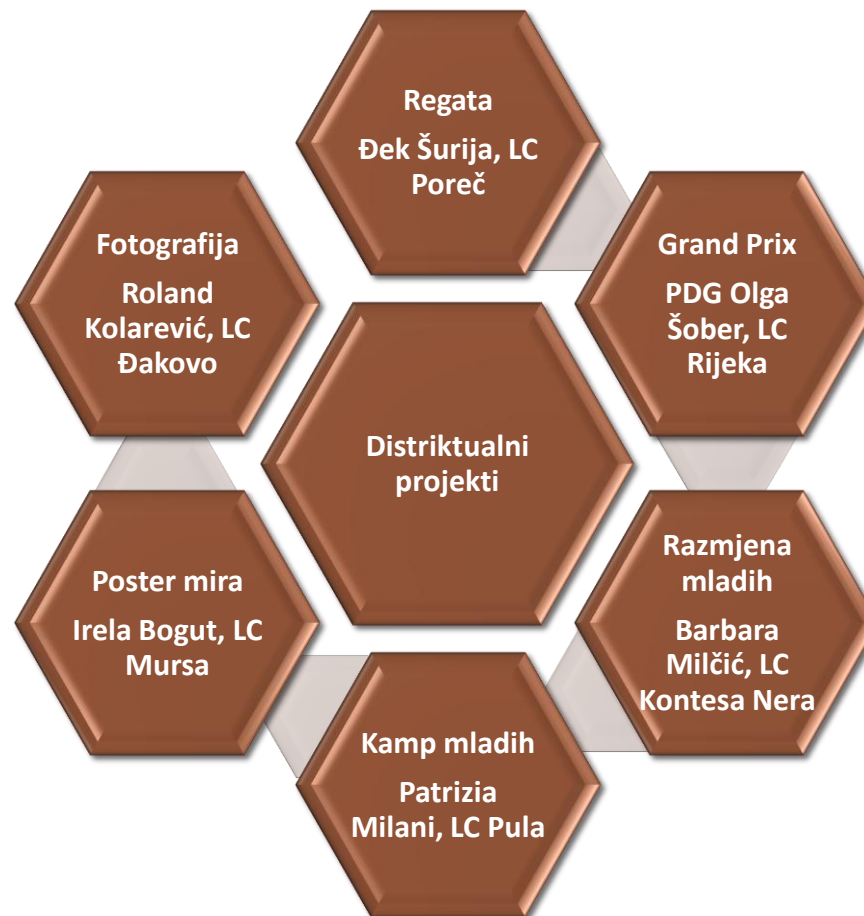 Regata
Đek Šurija, LC
Poreč
Grand Prix
PDG Olga
Šober, LC
Rijeka
Razmjena
mladih
Barbara
Milčić, LC
Kontesa Nera
Kamp mladih
Patrizia
Milani, LC Pula
Poster mira
Irela Bogut, LC
Mursa
Fotografija
Roland
Kolarević, LC
Đakovo
Distriktualni
projekti